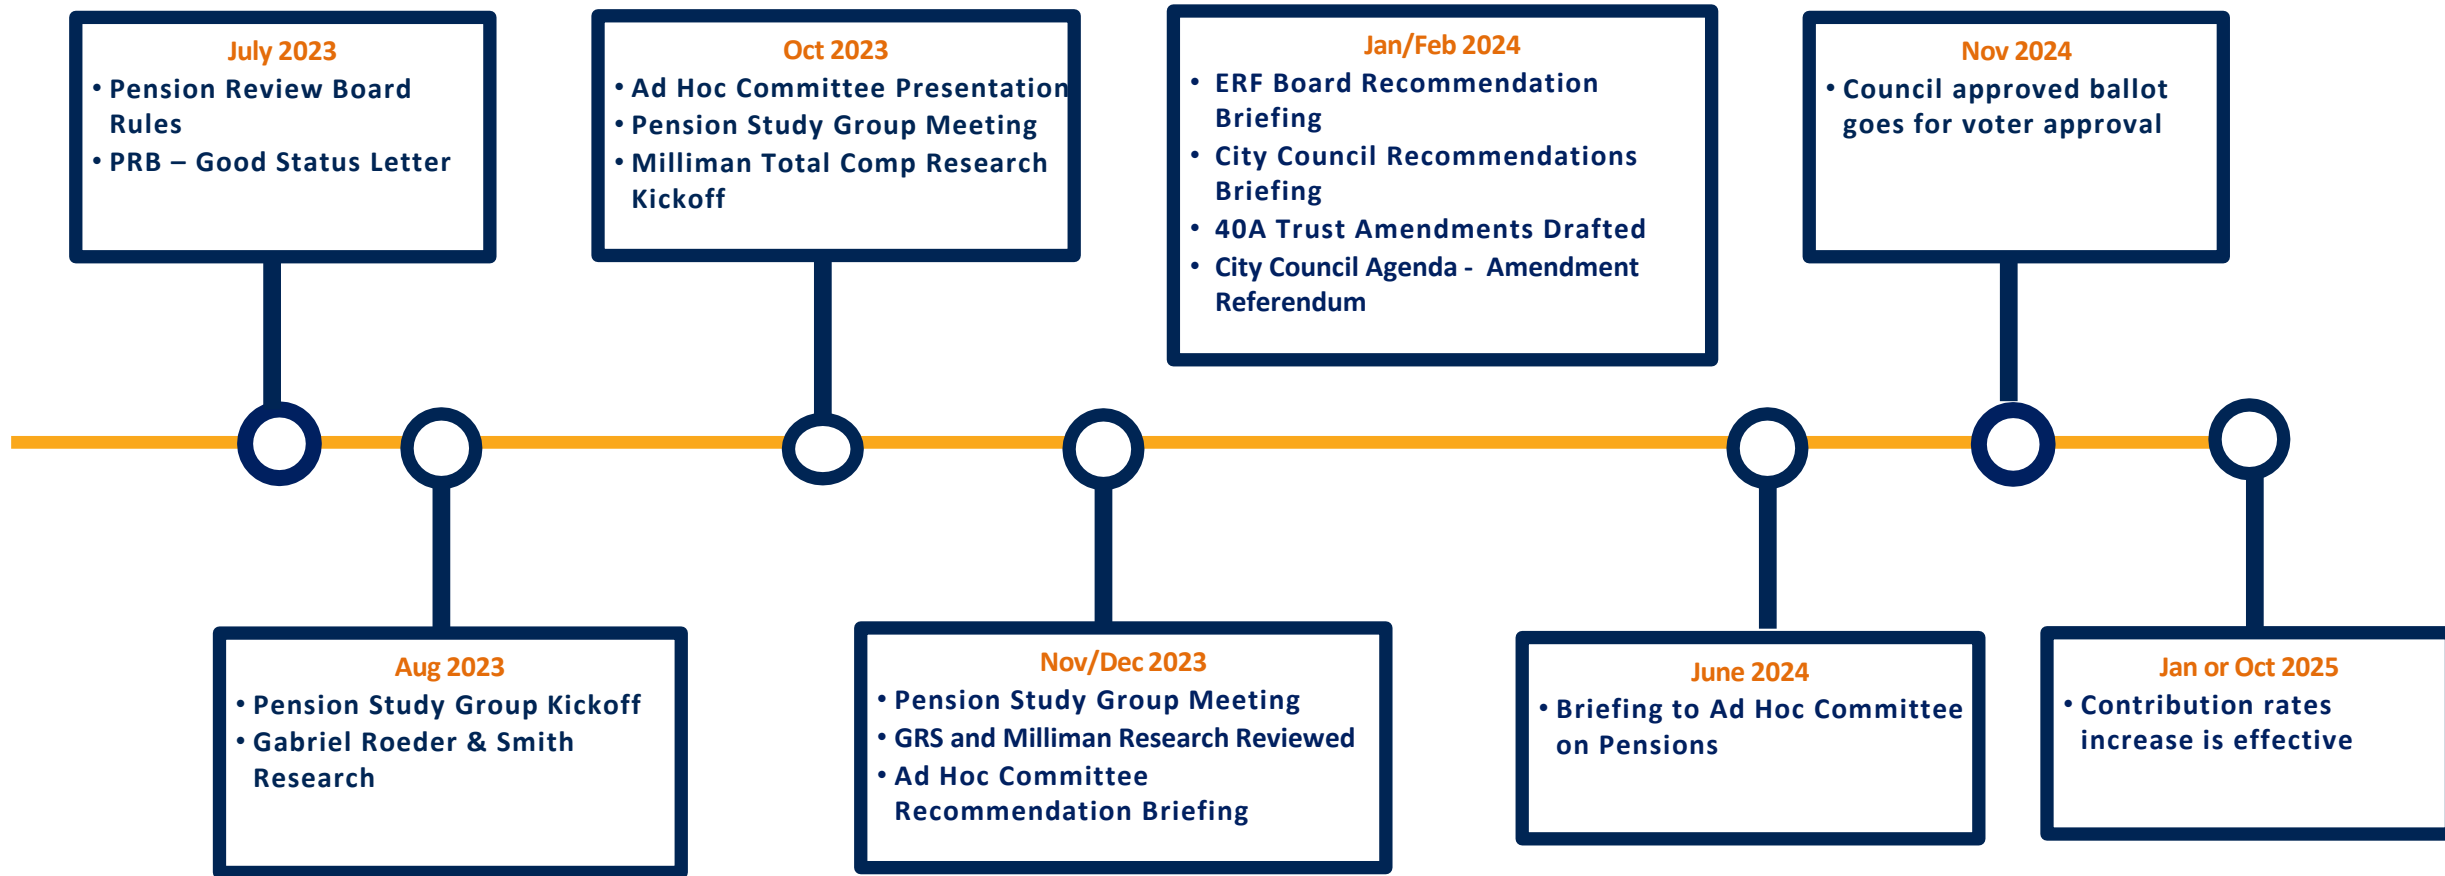 July 2023
• Pension Review Board
Rules
• PRB – Good Status Letter
Aug 2023
• Pension Study Group Kickoff
• Gabriel Roeder & Smith
Research
Oct 2023
• Ad Hoc Committee Presentation
• Pension Study Group Meeting
• Milliman Total Comp Research
Kickoff
Nov/Dec 2023
• Pension Study Group Meeting
• GRS and Milliman Research Reviewed
• Ad Hoc Committee
Recommendation Briefing
Jan/Feb 2024
• ERF Board Recommendation
Briefing
• City Council Recommendations
Briefing
• 40A Trust Amendments Drafted
• City Council Agenda - Amendment
Referendum
June 2024
• Briefing to Ad Hoc Committee
on Pensions
Nov 2024
• Council approved ballot
goes for voter approval
Jan or Oct 2025
• Contribution rates
increase is effective